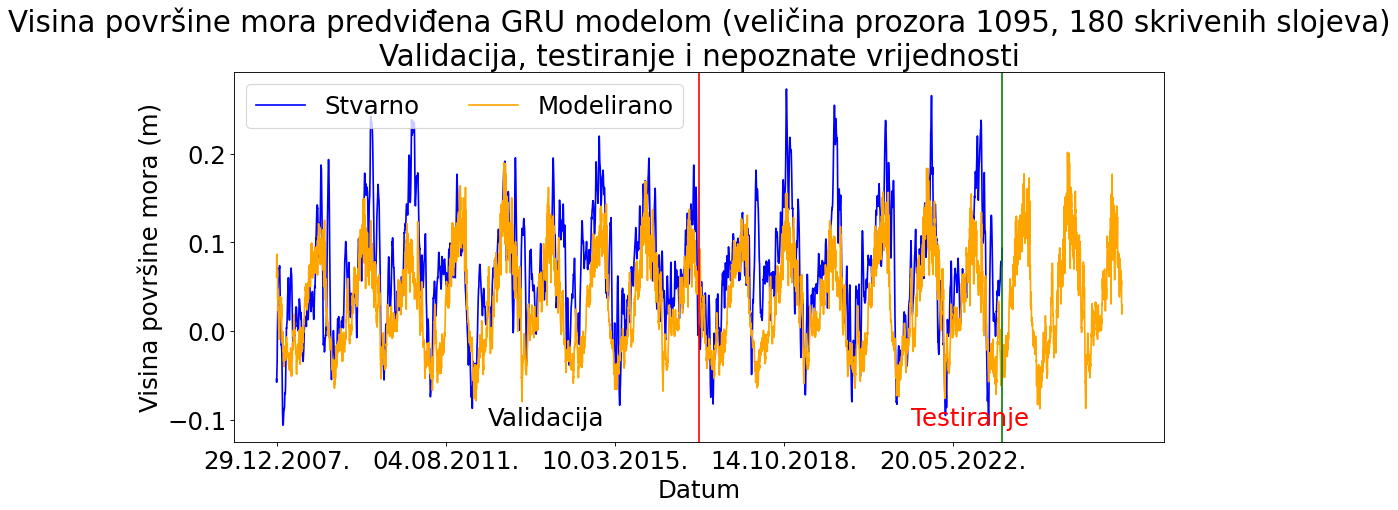 Visina površine mora predviđena GRU modelom (veličina prozora 1095, 180 skrivenih slojeva)
Validacija, testiranje i nepoznate vrijednosti
Stvarno
Modelirano
Visina površine mora (m)
0.2
0.1
0.0
−0.1
Validacija
Testiranje
29.12.2007.
04.08.2011.
10.03.2015.
14.10.2018.
20.05.2022.
Datum